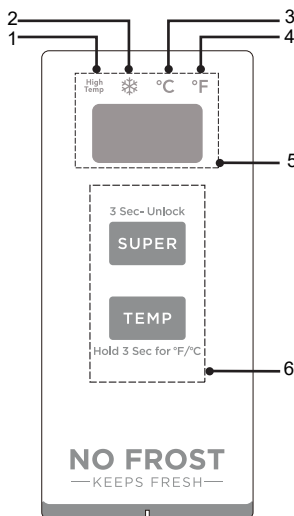 2 3
1 4
High
Temp °C °F
5
3 Sec- Unlock
SUPER
TEMP
Hold 3 Sec for °F/°C
6
NO FROST
KEEPS FRESH